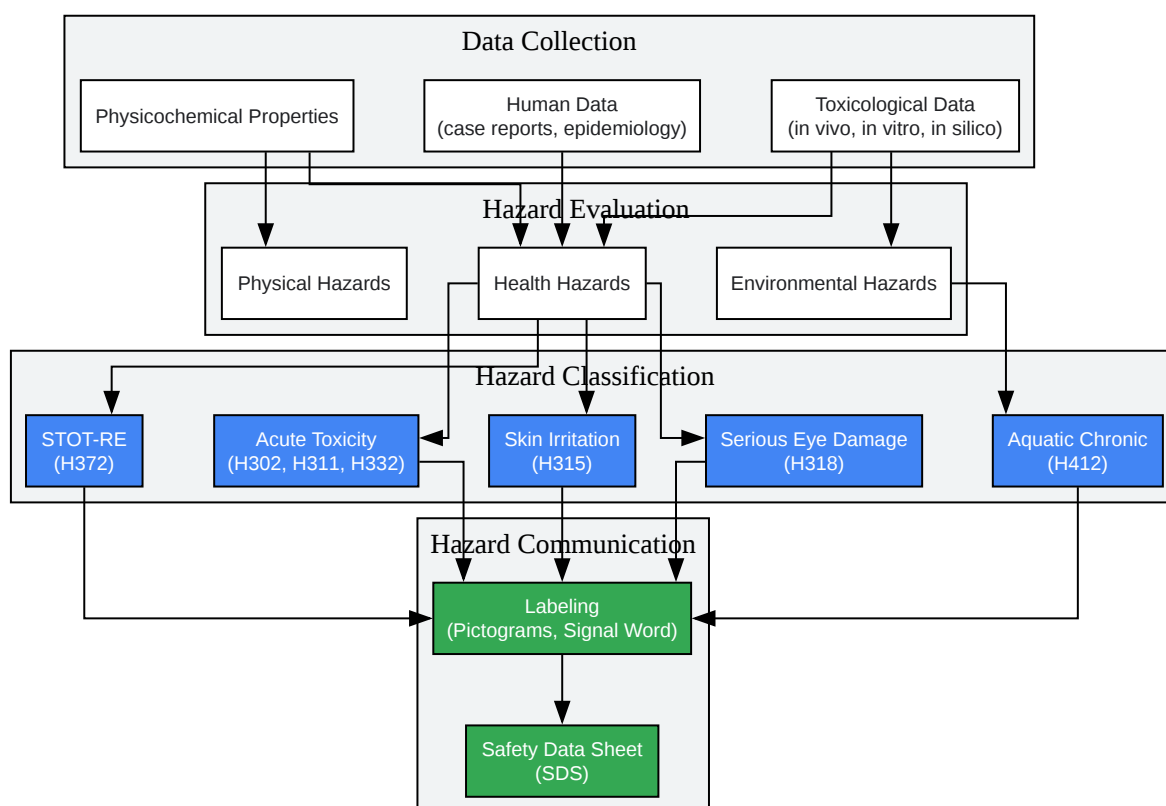 Data Collection
Physicochemical Properties
Human Data
(case reports, epidemiology)
Toxicological Data
(in vivo, in vitro, in silico)
Hazard Evaluation
Physical Hazards
Health Hazards
Environmental Hazards
Hazard Classification
STOT-RE
(H372)
Acute Toxicity
(H302, H311, H332)
Skin Irritation
(H315)
Serious Eye Damage
(H318)
Aquatic Chronic
(H412)
Hazard Communication
Labeling
(Pictograms, Signal Word)
Safety Data Sheet
(SDS)